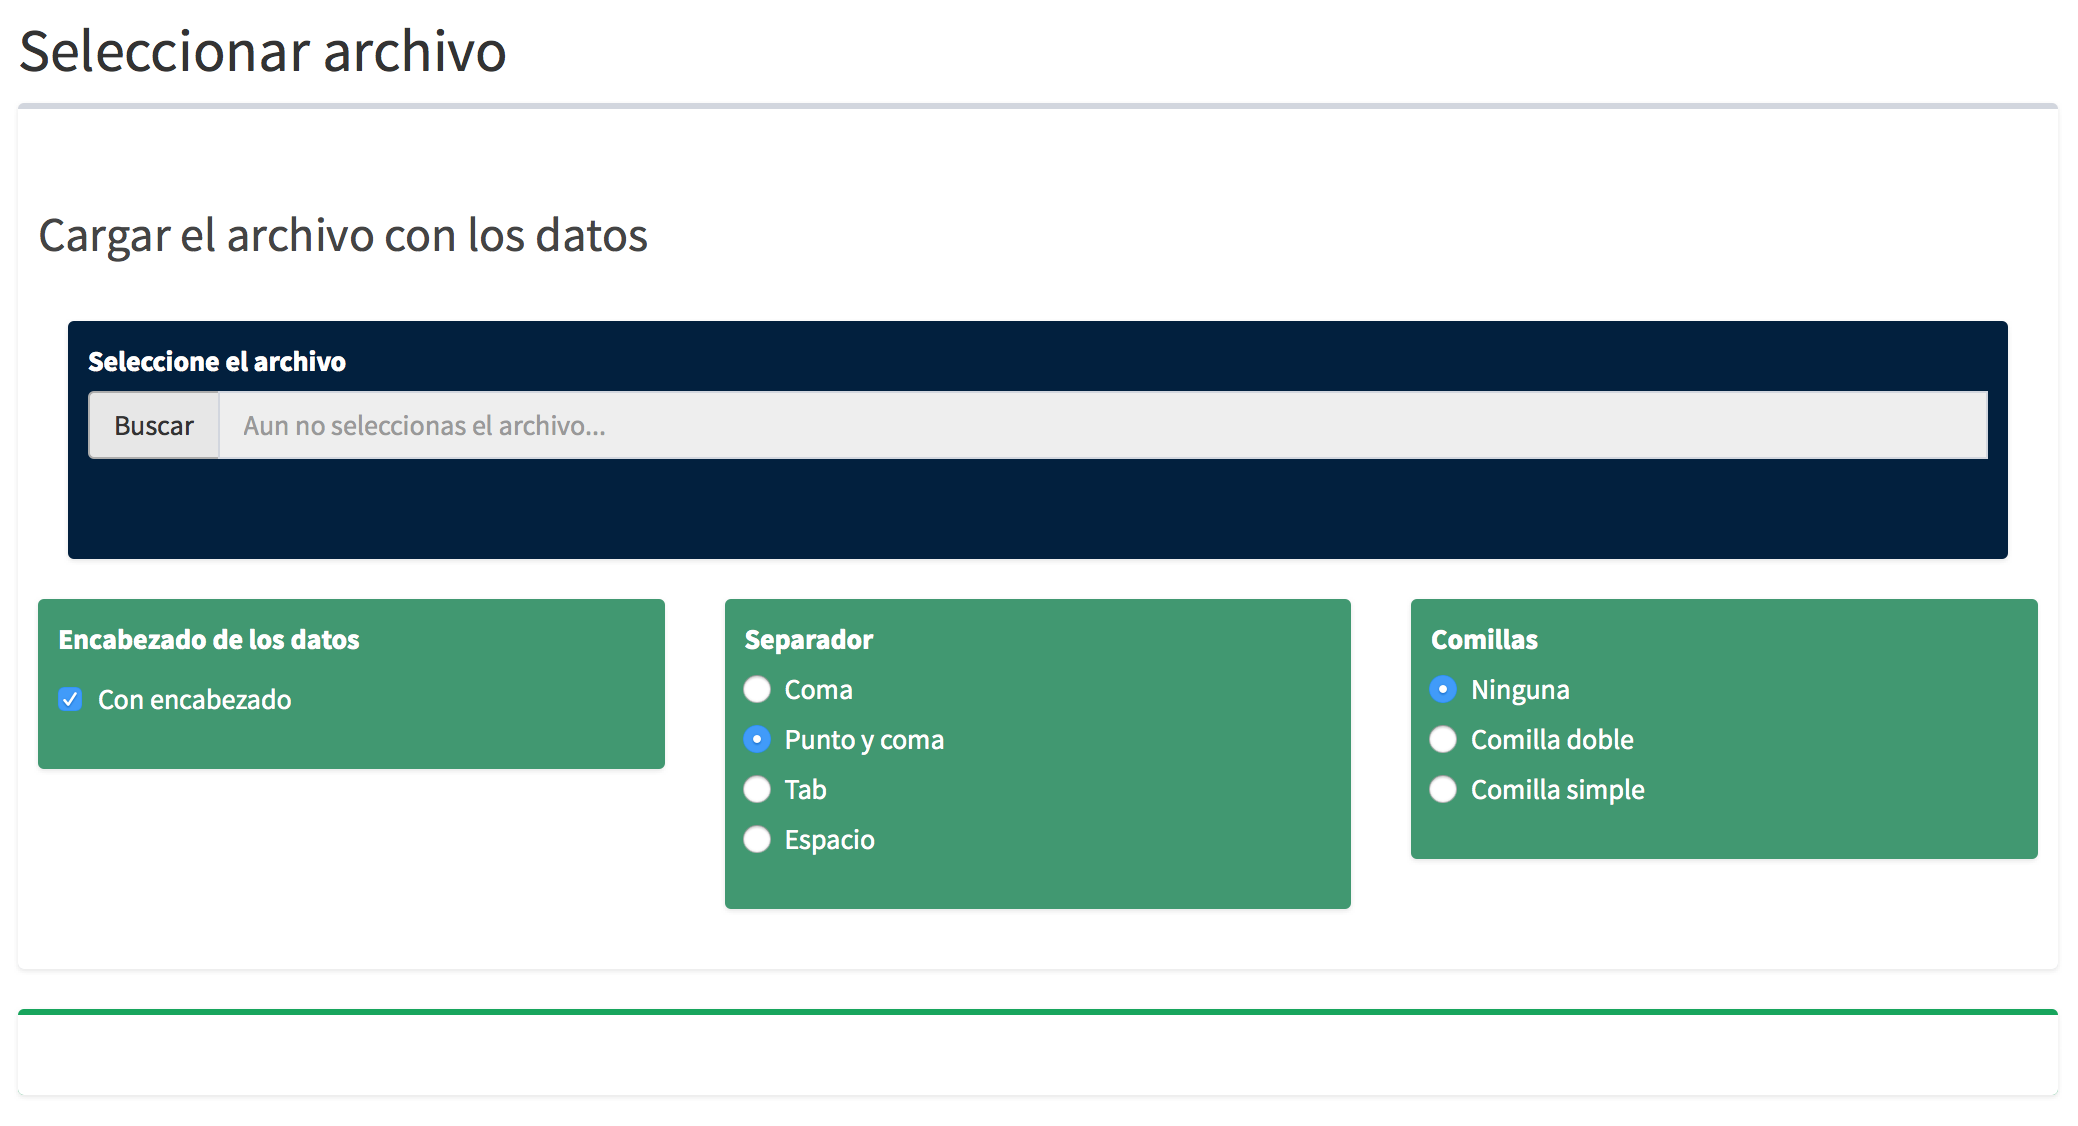 Seleccionar archivo
Cargar el archivo con los datos
Seleccione el archivo
Buscar
Aun no seleccionas el archivo...
Encabezado de los datos
Con encabezado
Separador
Coma
Punto y coma
Tab
Espacio
Comillas
Ninguna
Comilla doble
Comilla simple